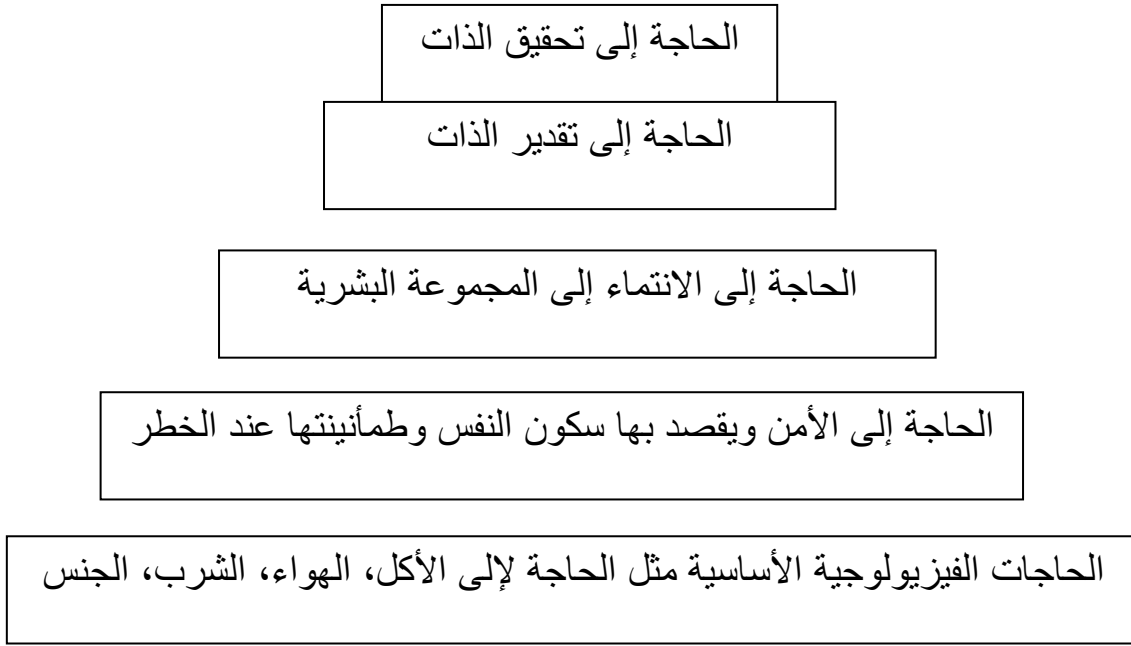 الحاجة إلى تحقيق الذات
الحاجة إلى تقدير الذات
الحاجة إلى الانتماء إلى المجموعة البشرية
الحاجة إلى الأمن ويقصد بها سكون النفس وطمأنينتها عند الخطر
الحاجات الفيزيولوجية الأساسية مثل الحاجة لإلى الأكل، الهواء، الشرب، الجنس